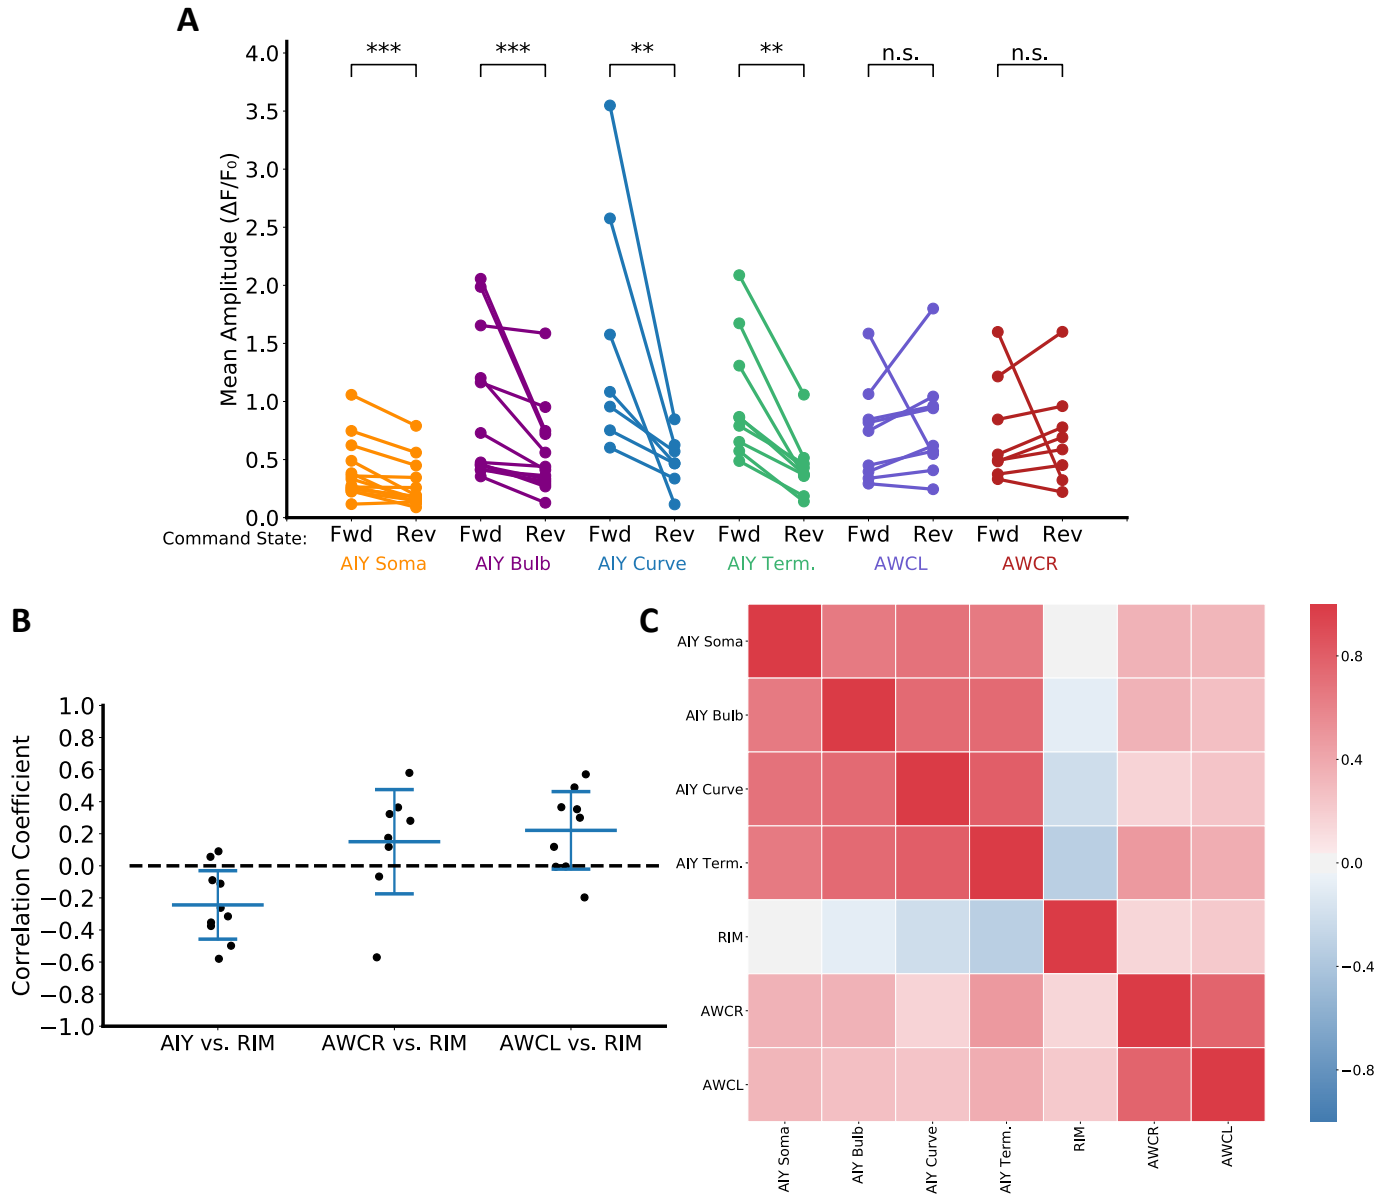 A
*** *** ** ** n.s. n.s.
4.0
3.5
3.0
2.5
2.0
1.5
1.0
0.5
0.0
Mean Amplitude (ΔF/F₀)
Command State: Fwd Rev Fwd Rev Fwd Rev Fwd Rev Fwd Rev Fwd Rev
AIY Soma AIY Bulb AIY Curve AIY Term. AWCL AWCR
B
1.0
0.8
0.6
0.4
0.2
0.0
−0.2
−0.4
−0.6
−0.8
−1.0
Correlation Coefficient
AIY vs. RIM AWCR vs. RIM AWCL vs. RIM
C
AIY Soma
AIY Bulb
AIY Curve
AIY Term.
RIM
AWCR
AWCL
AIY Soma AIY Bulb AIY Curve AIY Term. RIM AWCR AWCL
0.8
0.4
0.0
−0.4
−0.8